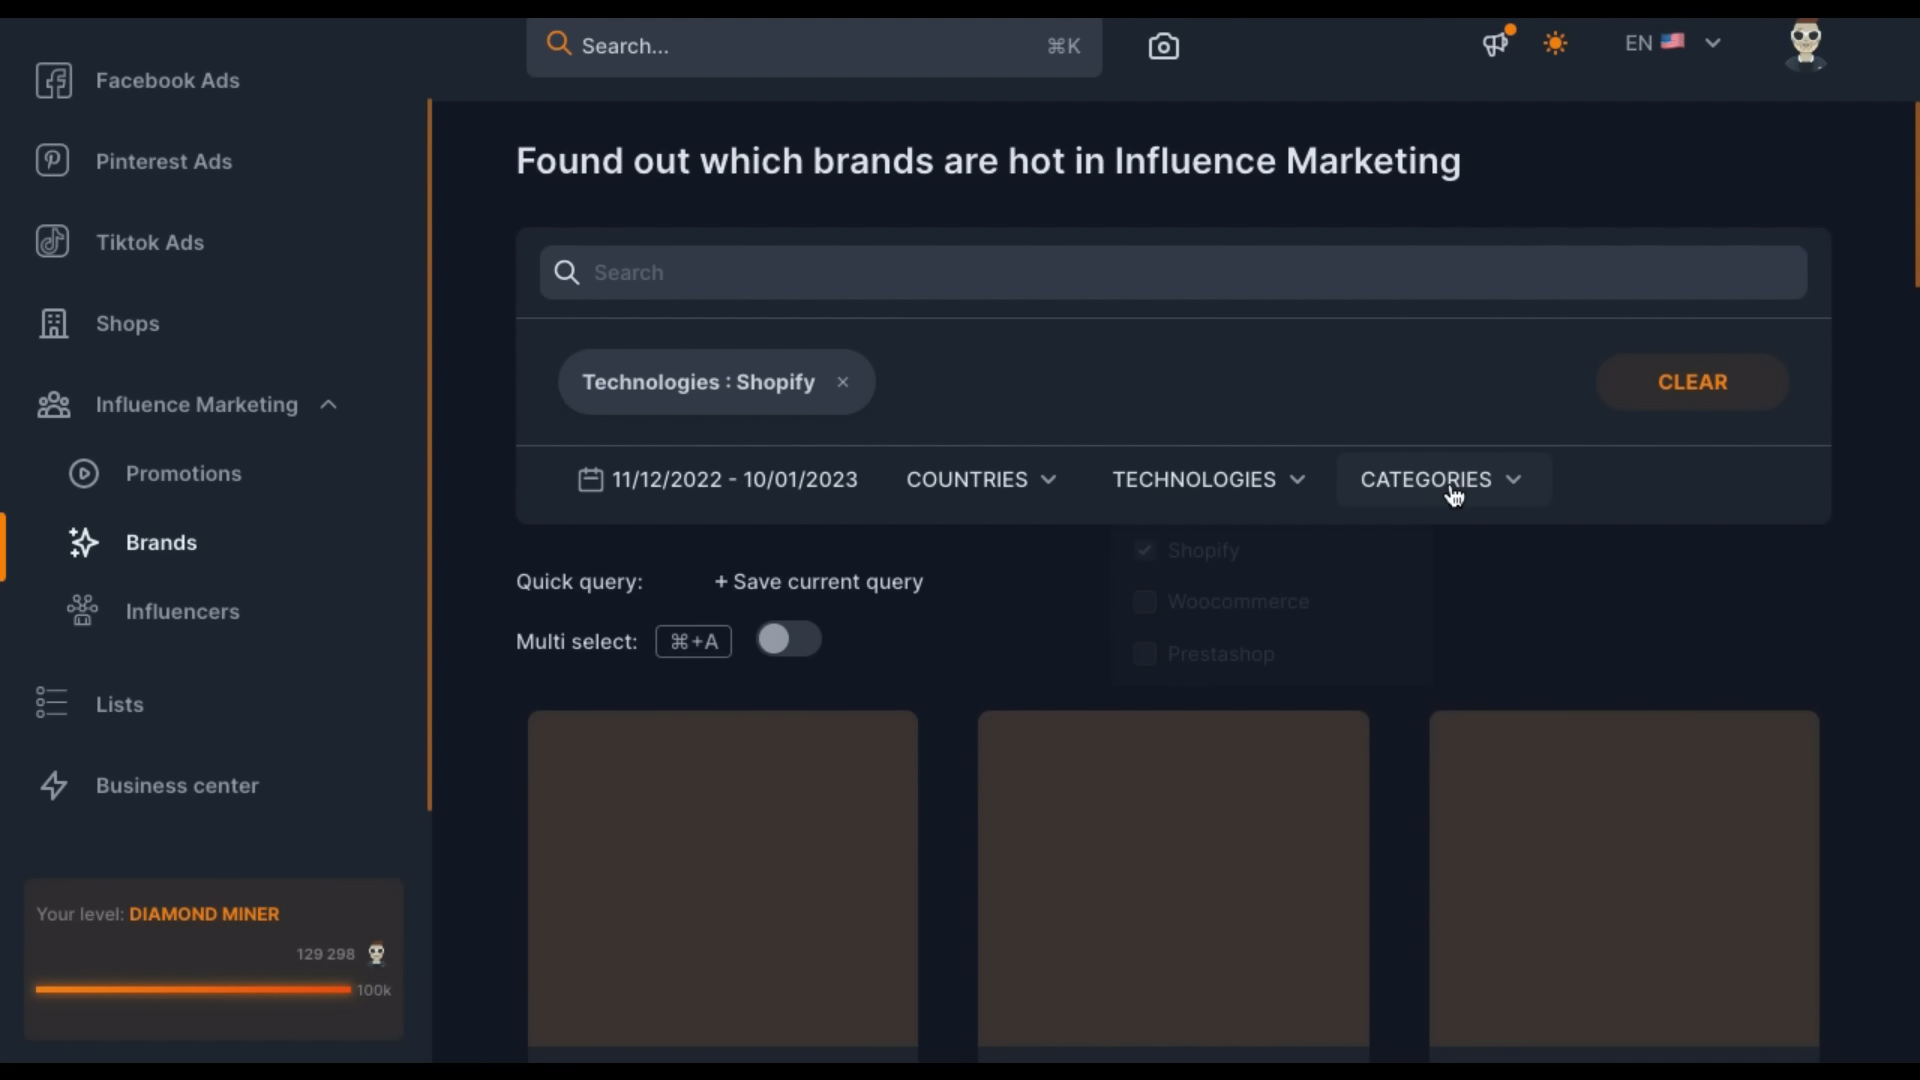 Search... ⌘K
EN
Facebook Ads
Pinterest Ads
Tiktok Ads
Shops
Influence Marketing
Promotions
Brands
Influencers
Lists
Business center
Your level: DIAMOND MINER
129 298
100k
Found out which brands are hot in Influence Marketing
Search
Technologies : Shopify ×
CLEAR
11/12/2022 - 10/01/2023 COUNTRIES TECHNOLOGIES CATEGORIES
Shopify
Woocommerce
Prestashop
Quick query: + Save current query
Multi select: ⌘+A